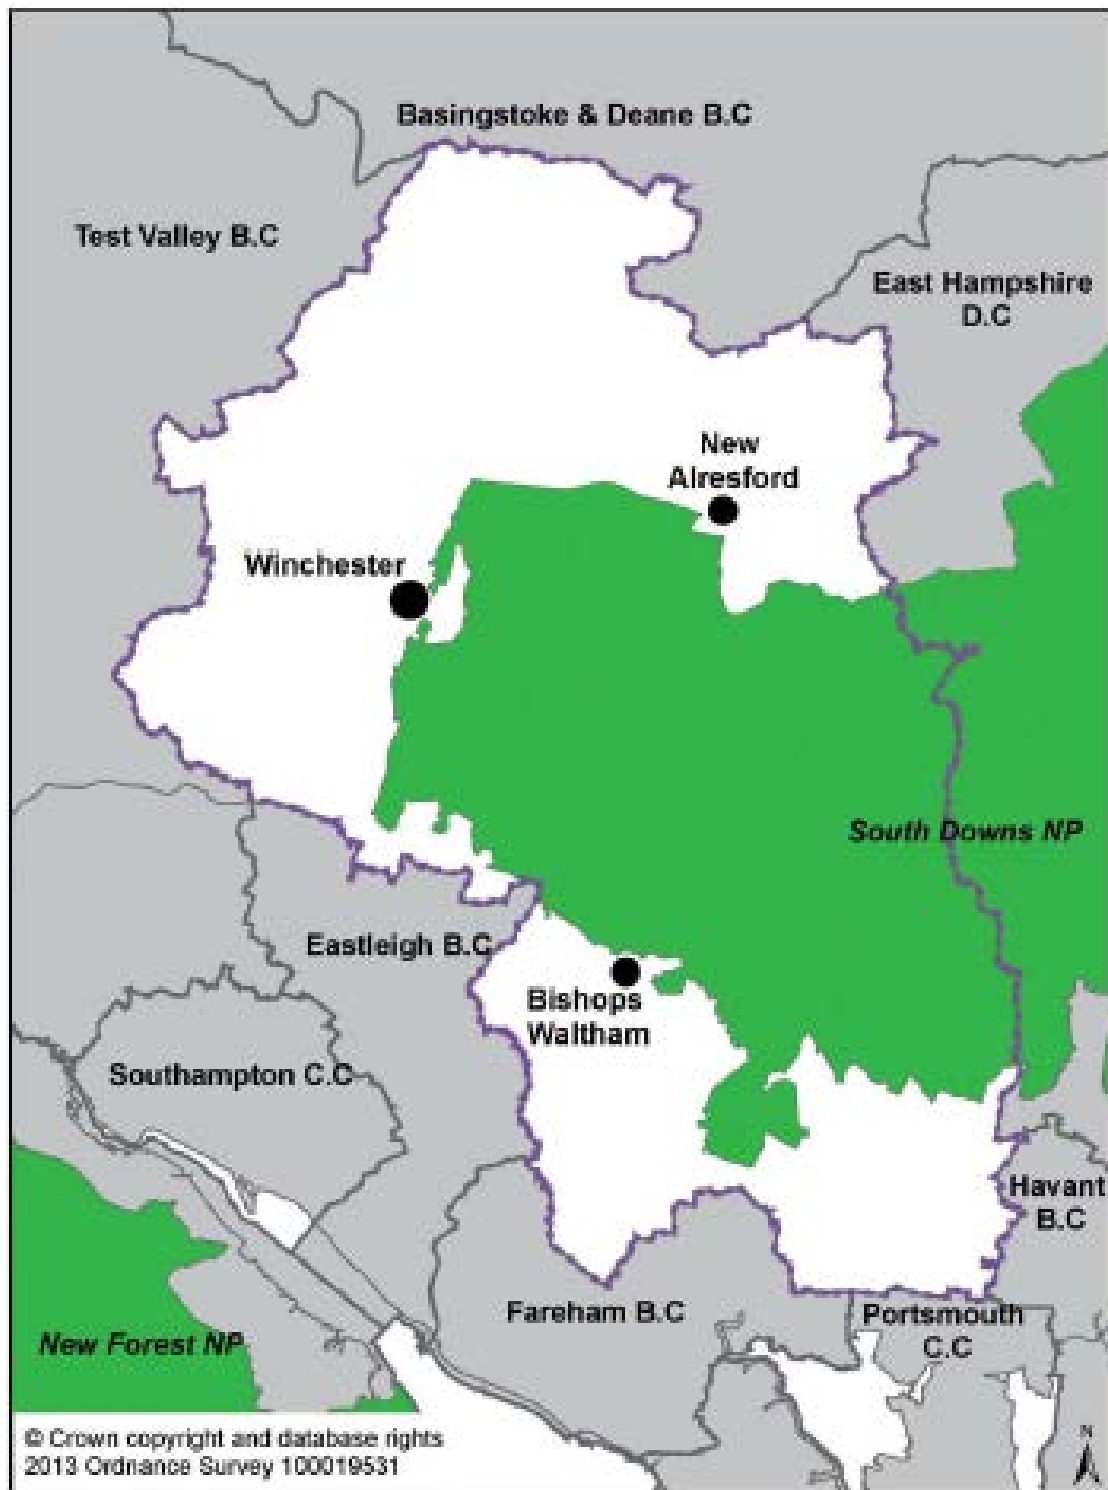 Basingstoke & Deane B.C
Test Valley B.C
East Hampshire
D.C
New
Alresford
Winchester
South Downs NP
Eastleigh B.C
Bishops
Waltham
Southampton C.C
Havant
B.C
Fareham B.C
Portsmouth
C.C
New Forest NP
© Crown copyright and database rights
2013 Ordnance Survey 100019531
N